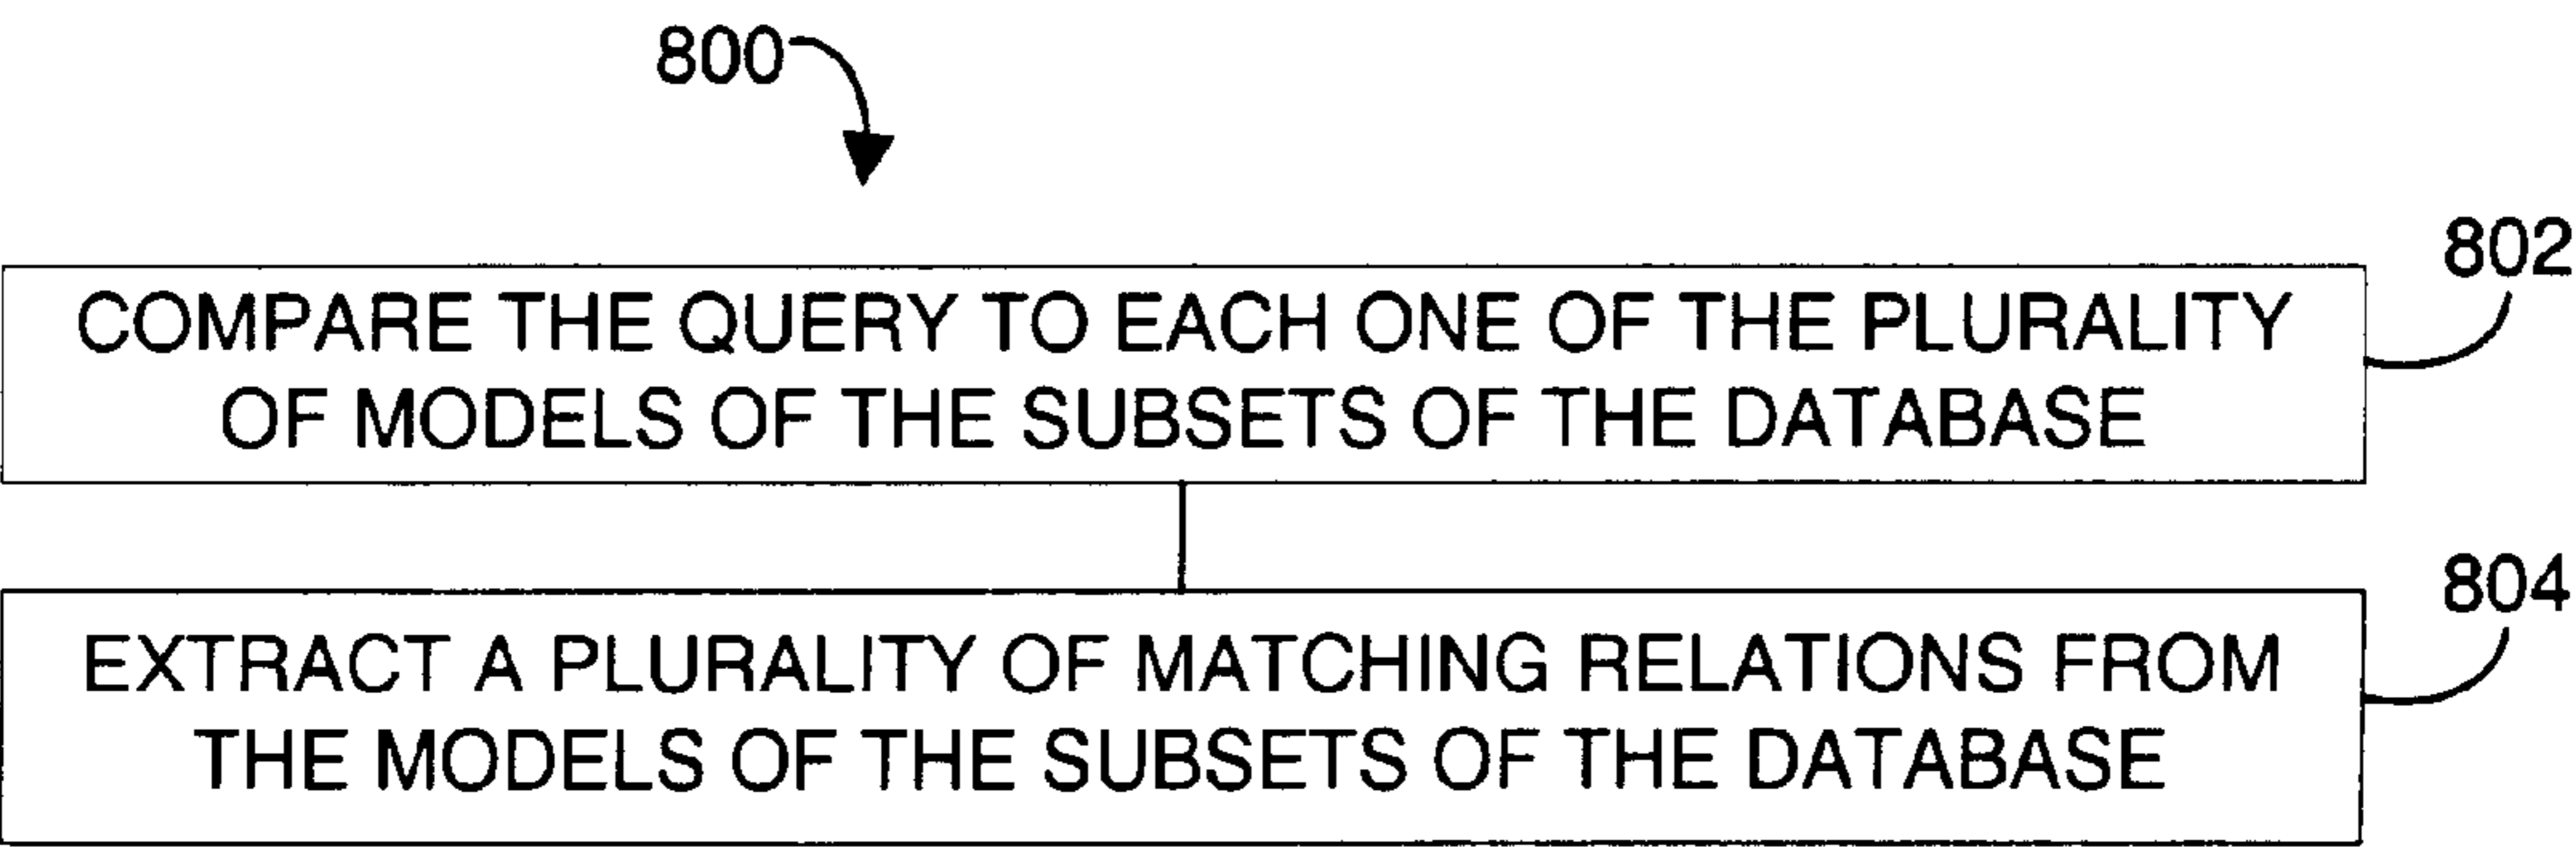 800
802
COMPARE THE QUERY TO EACH ONE OF THE PLURALITY
OF MODELS OF THE SUBSETS OF THE DATABASE
804
EXTRACT A PLURALITY OF MATCHING RELATIONS FROM
THE MODELS OF THE SUBSETS OF THE DATABASE